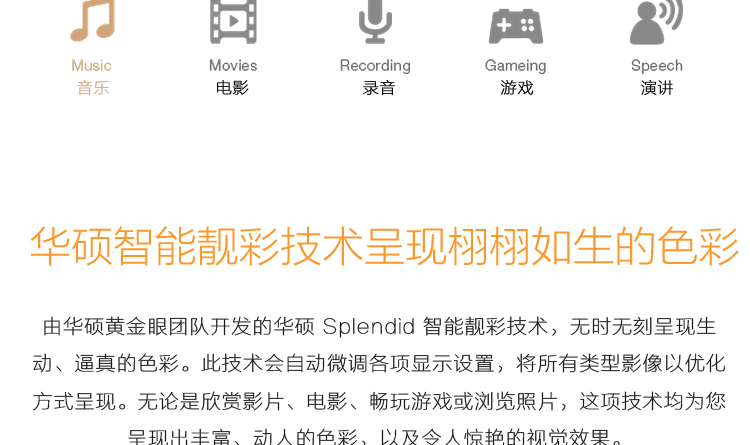 Music Movies Recording Gameing Speech
音乐 电影 录音 游戏 演讲
华硕智能靓彩技术呈现栩栩如生的色彩
由华硕黄金眼团队开发的华硕 Splendid 智能靓彩技术，无时无刻呈现生
动、逼真的色彩。此技术会自动微调各项显示设置，将所有类型影像以优化
方式呈现。无论是欣赏影片、电影、畅玩游戏或浏览照片，这项技术均为您
呈现出丰富、动人的色彩，以及令人惊艳的视觉效果。